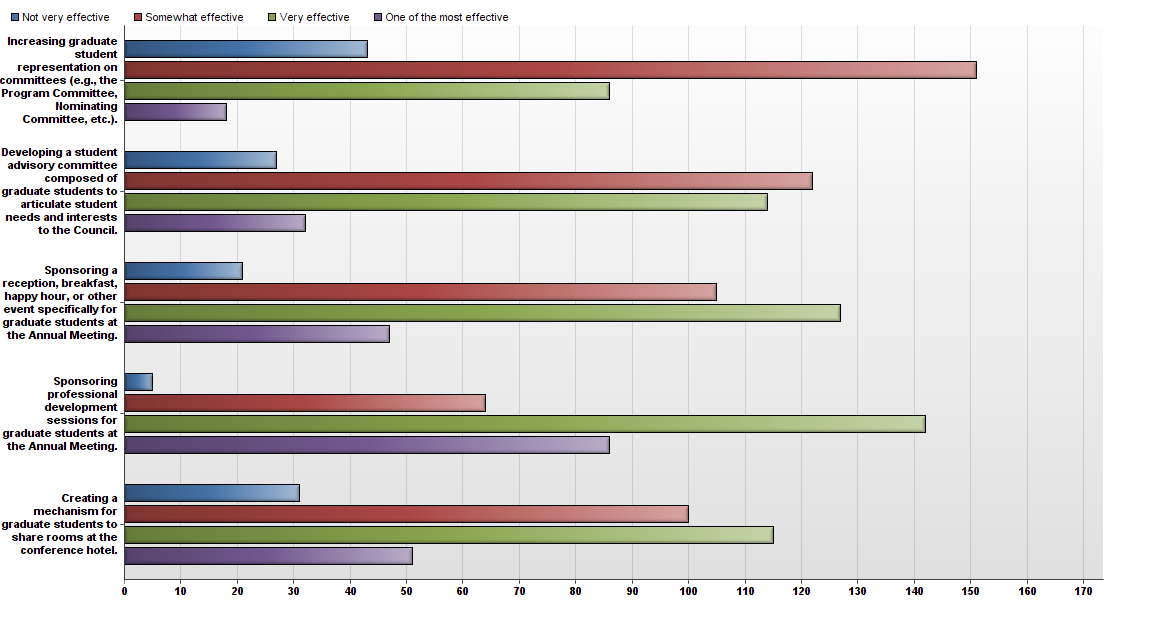 Not very effective Somewhat effective Very effective One of the most effective
Increasing graduate
student
representation on
committees (e.g., the
Program Committee,
Nominating
Committee, etc.).
Developing a student
advisory committee
composed of
graduate students to
articulate student
needs and interests
to the Council.
Sponsoring a
reception, breakfast,
happy hour, or other
event specifically for
graduate students at
the Annual Meeting.
Sponsoring
professional
development
sessions for
graduate students at
the Annual Meeting.
Creating a
mechanism for
graduate students to
share rooms at the
conference hotel.
0 10 20 30 40 50 60 70 80 90 100 110 120 130 140 150 160 170